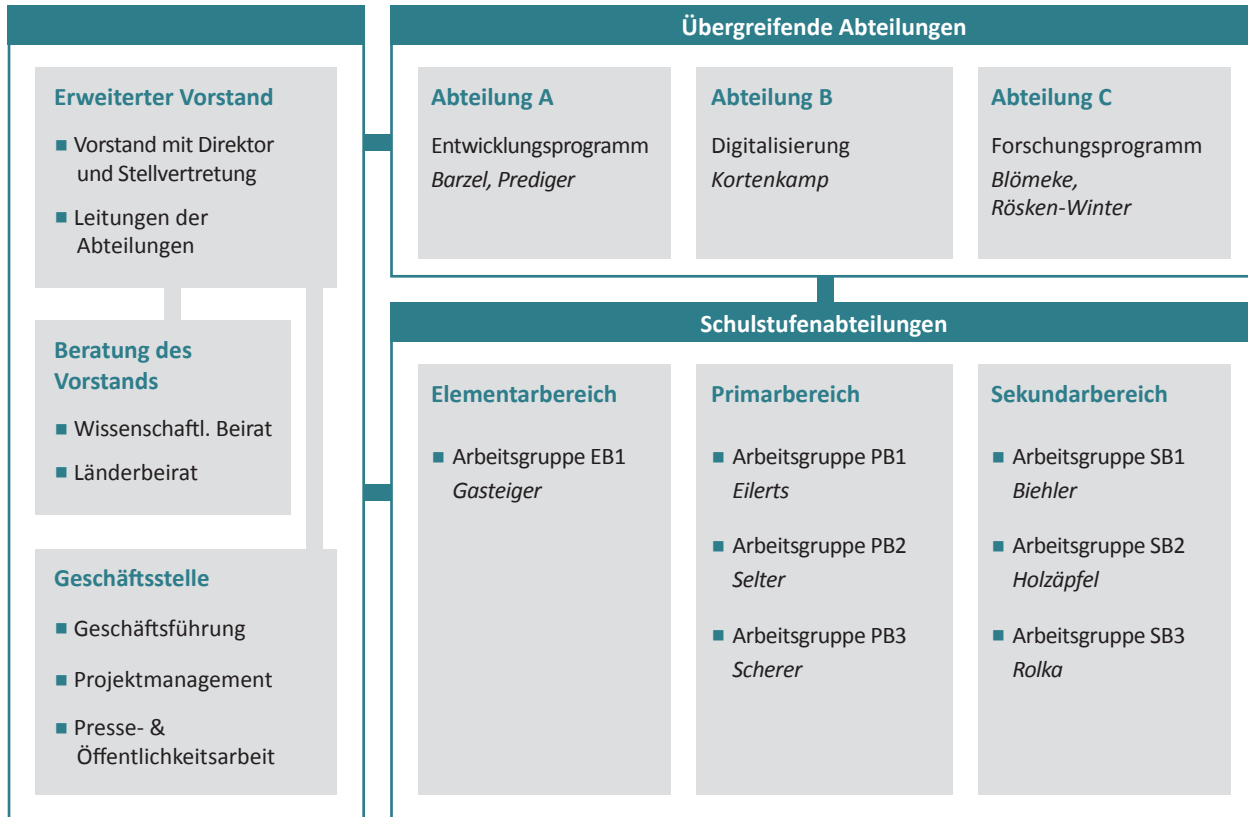 Erweiterter Vorstand
■ Vorstand mit Direktor
und Stellvertretung
■ Leitungen der
Abteilungen
Beratung des
Vorstands
■ Wissenschaftl. Beirat
■ Länderbeirat
Geschäftsstelle
■ Geschäftsführung
■ Projektmanagement
■ Presse- &
Öffentlichkeitsarbeit
Übergreifende Abteilungen
Abteilung A
Entwicklungsprogramm
Barzel, Prediger
Abteilung B
Digitalisierung
Kortenkamp
Abteilung C
Forschungsprogramm
Blömeke,
Rösken-Winter
Schulstufenabteilungen
Elementarbereich
■ Arbeitsgruppe EB1
Gasteiger
Primarbereich
■ Arbeitsgruppe PB1
Eilerts
■ Arbeitsgruppe PB2
Selter
■ Arbeitsgruppe PB3
Scherer
Sekundarbereich
■ Arbeitsgruppe SB1
Biehler
■ Arbeitsgruppe SB2
Holzäpfel
■ Arbeitsgruppe SB3
Rolka